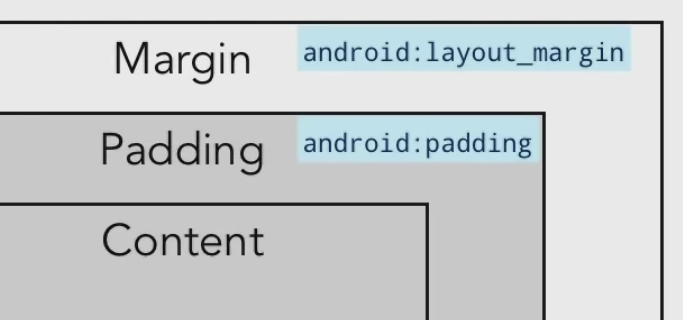 Margin android:layout_margin
Padding android:padding
Content